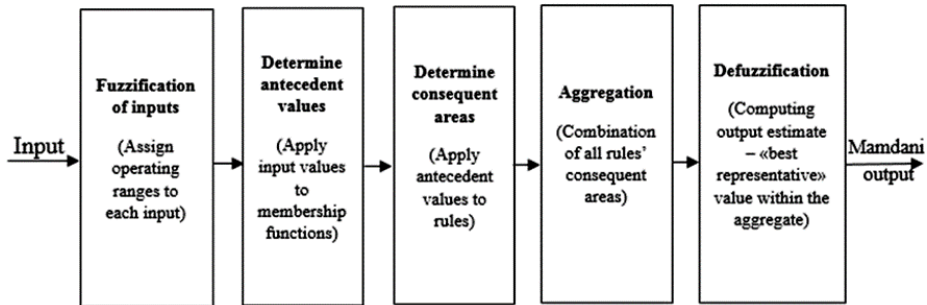 Input
Fuzzification
of inputs
(Assign
operating
ranges to
each input)
Determine
antecedent
values
(Apply
input values
to
membership
functions)
Determine
consequent
areas
(Apply
antecedent
values to
rules)
Aggregation
(Combination
of all rules’
consequent
areas)
Defuzzification
(Computing
output estimate
– «best
representative»
value within the
aggregate)
Mamdani
output